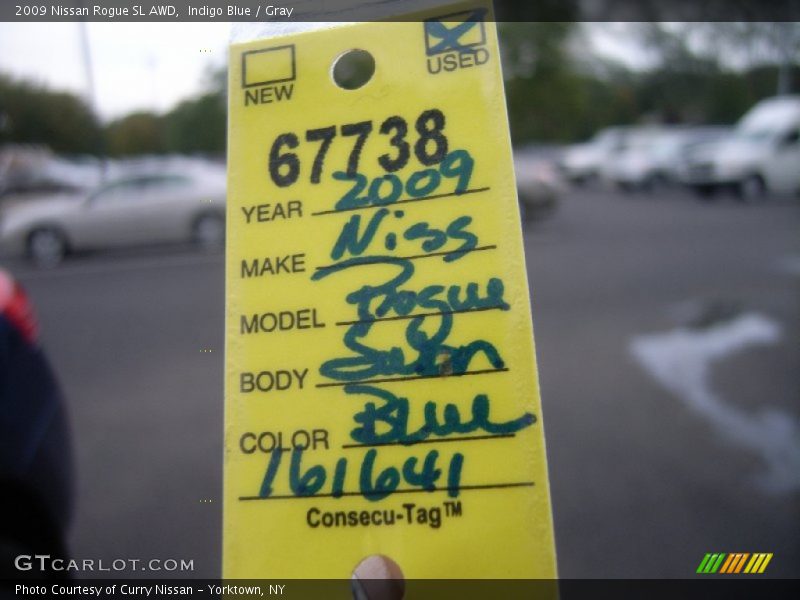 2009 Nissan Rogue SL AWD, Indigo Blue / Gray
NEW
USED
67738
YEAR 2009
MAKE Niss
MODEL Rogue
BODY
COLOR Blue
161641
Consecu-Tag™
GTCARLOT.COM
Photo Courtesy of Curry Nissan – Yorktown, NY